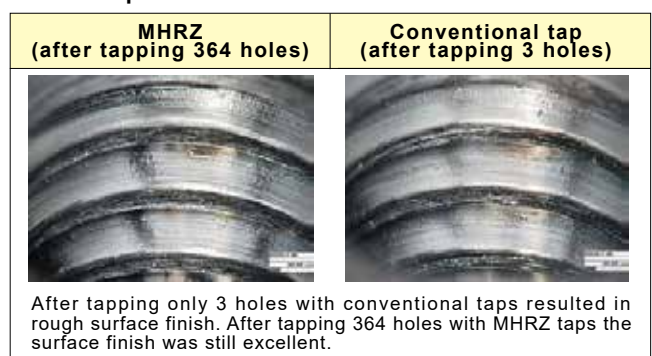 MHRZ
(after tapping 364 holes)
Conventional tap
(after tapping 3 holes)
After tapping only 3 holes with conventional taps resulted in
rough surface finish. After tapping 364 holes with MHRZ taps the
surface finish was still excellent.